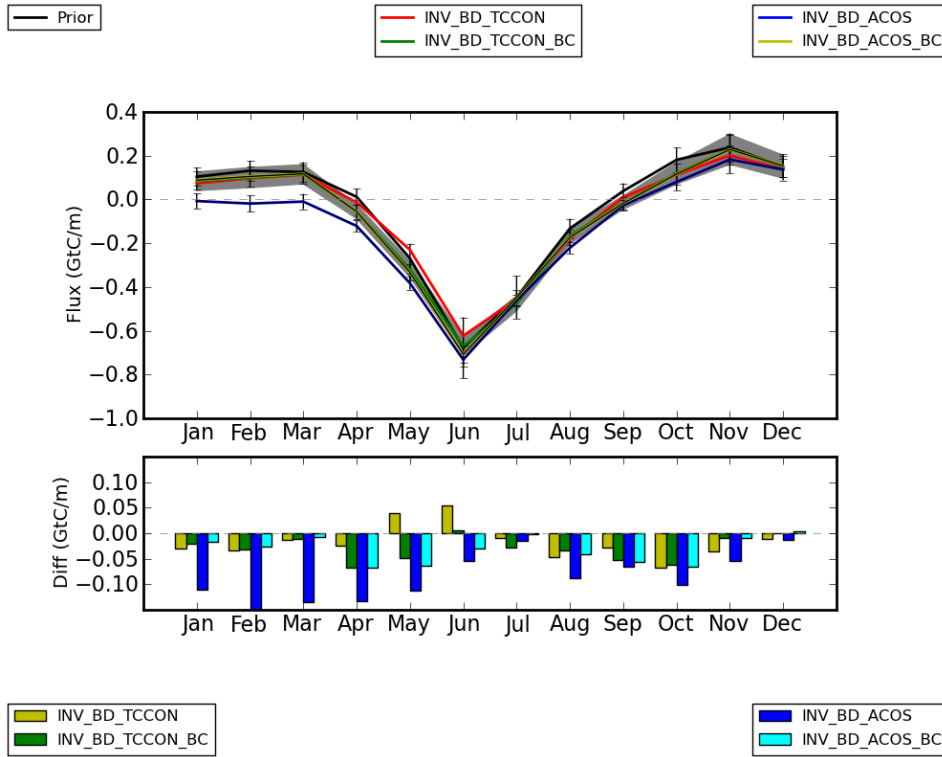 Prior
INV_BD_TCCON
INV_BD_TCCON_BC
INV_BD_ACOS
INV_BD_ACOS_BC
Flux (GtC/m)
0.4
0.2
0.0
−0.2
−0.4
−0.6
−0.8
−1.0
Jan Feb Mar Apr May Jun Jul Aug Sep Oct Nov Dec
Diff (GtC/m)
0.10
0.05
0.00
−0.05
−0.10
Jan Feb Mar Apr May Jun Jul Aug Sep Oct Nov Dec
INV_BD_TCCON
INV_BD_TCCON_BC
INV_BD_ACOS
INV_BD_ACOS_BC